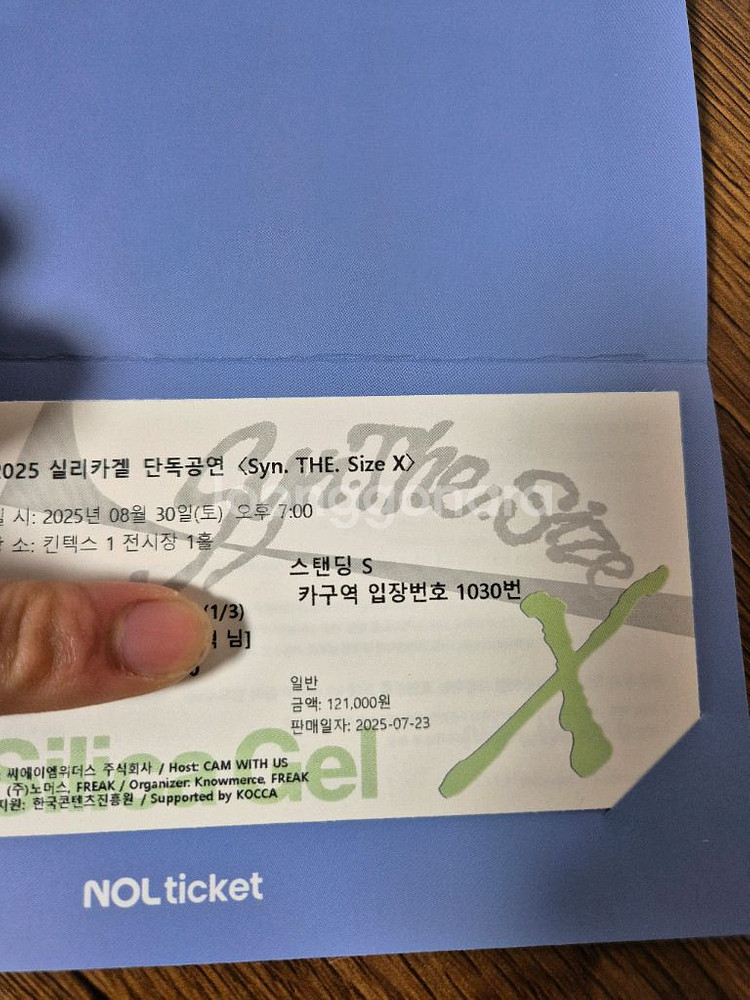 2025 실리카겔 단독공연 <Syn. THE. Size X>
Syn.The.Size
joonggonara
시: 2025년 08월 30일(토) 오후 7:00
소: 킨텍스 1 전시장 1홀
스탠딩 S
카구역 입장번호 1030번
(1/3)
님]
일반
금액: 121,000원
판매일자: 2025-07-23
X
Silica Gel
씨에이엠위더스 주식회사 / Host: CAM WITH US
(주)노머스, FREAK / Organizer: Knowmerce, FREAK
지원: 한국콘텐츠진흥원 / Supported by KOCCA
NOL ticket